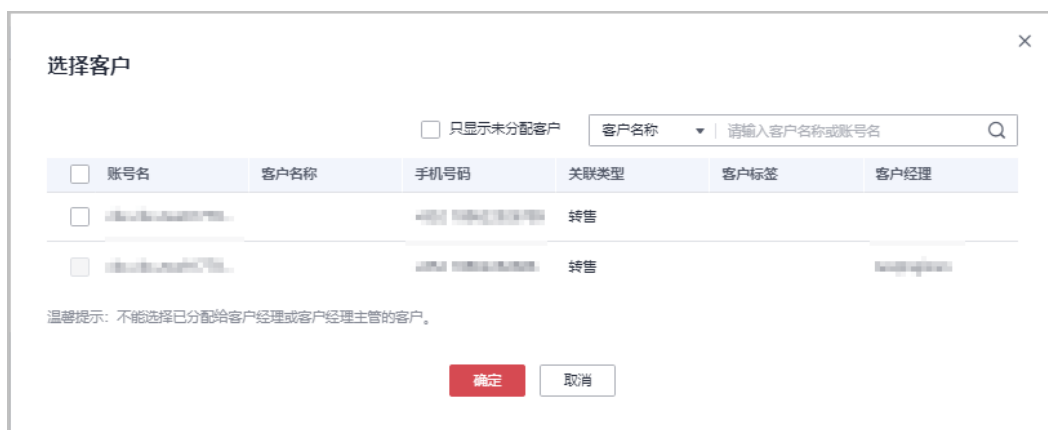 选择客户
只显示未分配客户 客户名称 请输入客户名称或账号名
账号名 客户名称 手机号码 关联类型 客户标签 客户经理
转售
转售
温馨提示：不能选择已分配给客户经理或客户经理主管的客户。
确定 取消